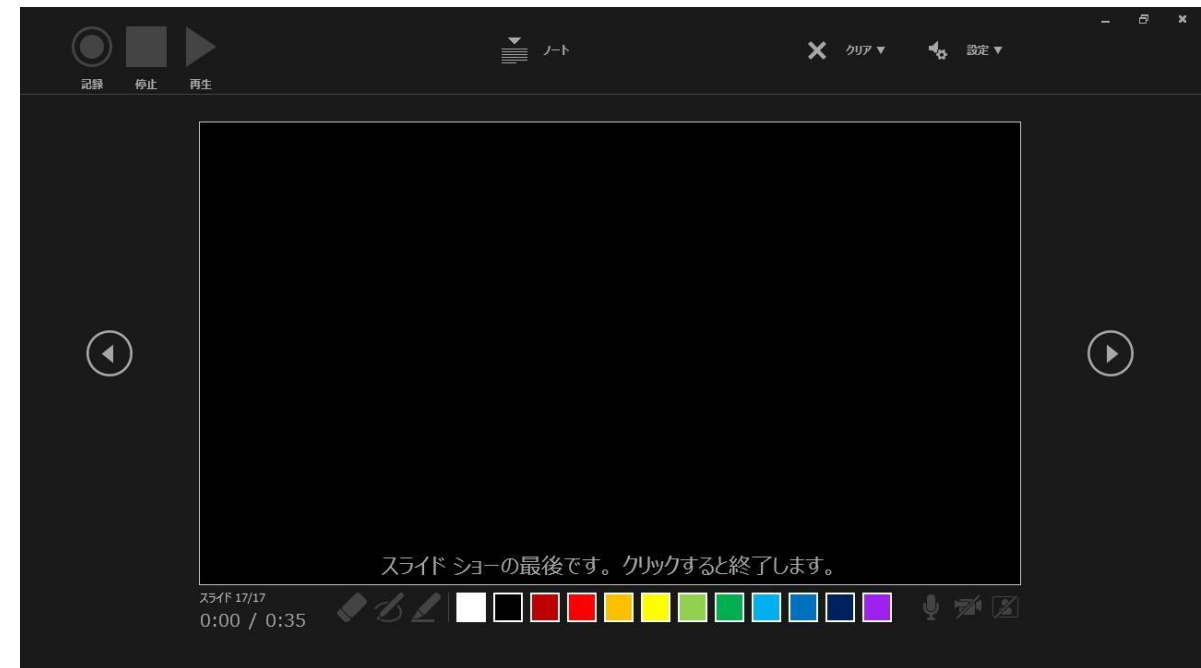 ノート
クリア ▼
設定 ▼
記録
停止
再生
スライド ショーの最後です。クリックすると終了します。
スライド 17/17
0:00 / 0:35